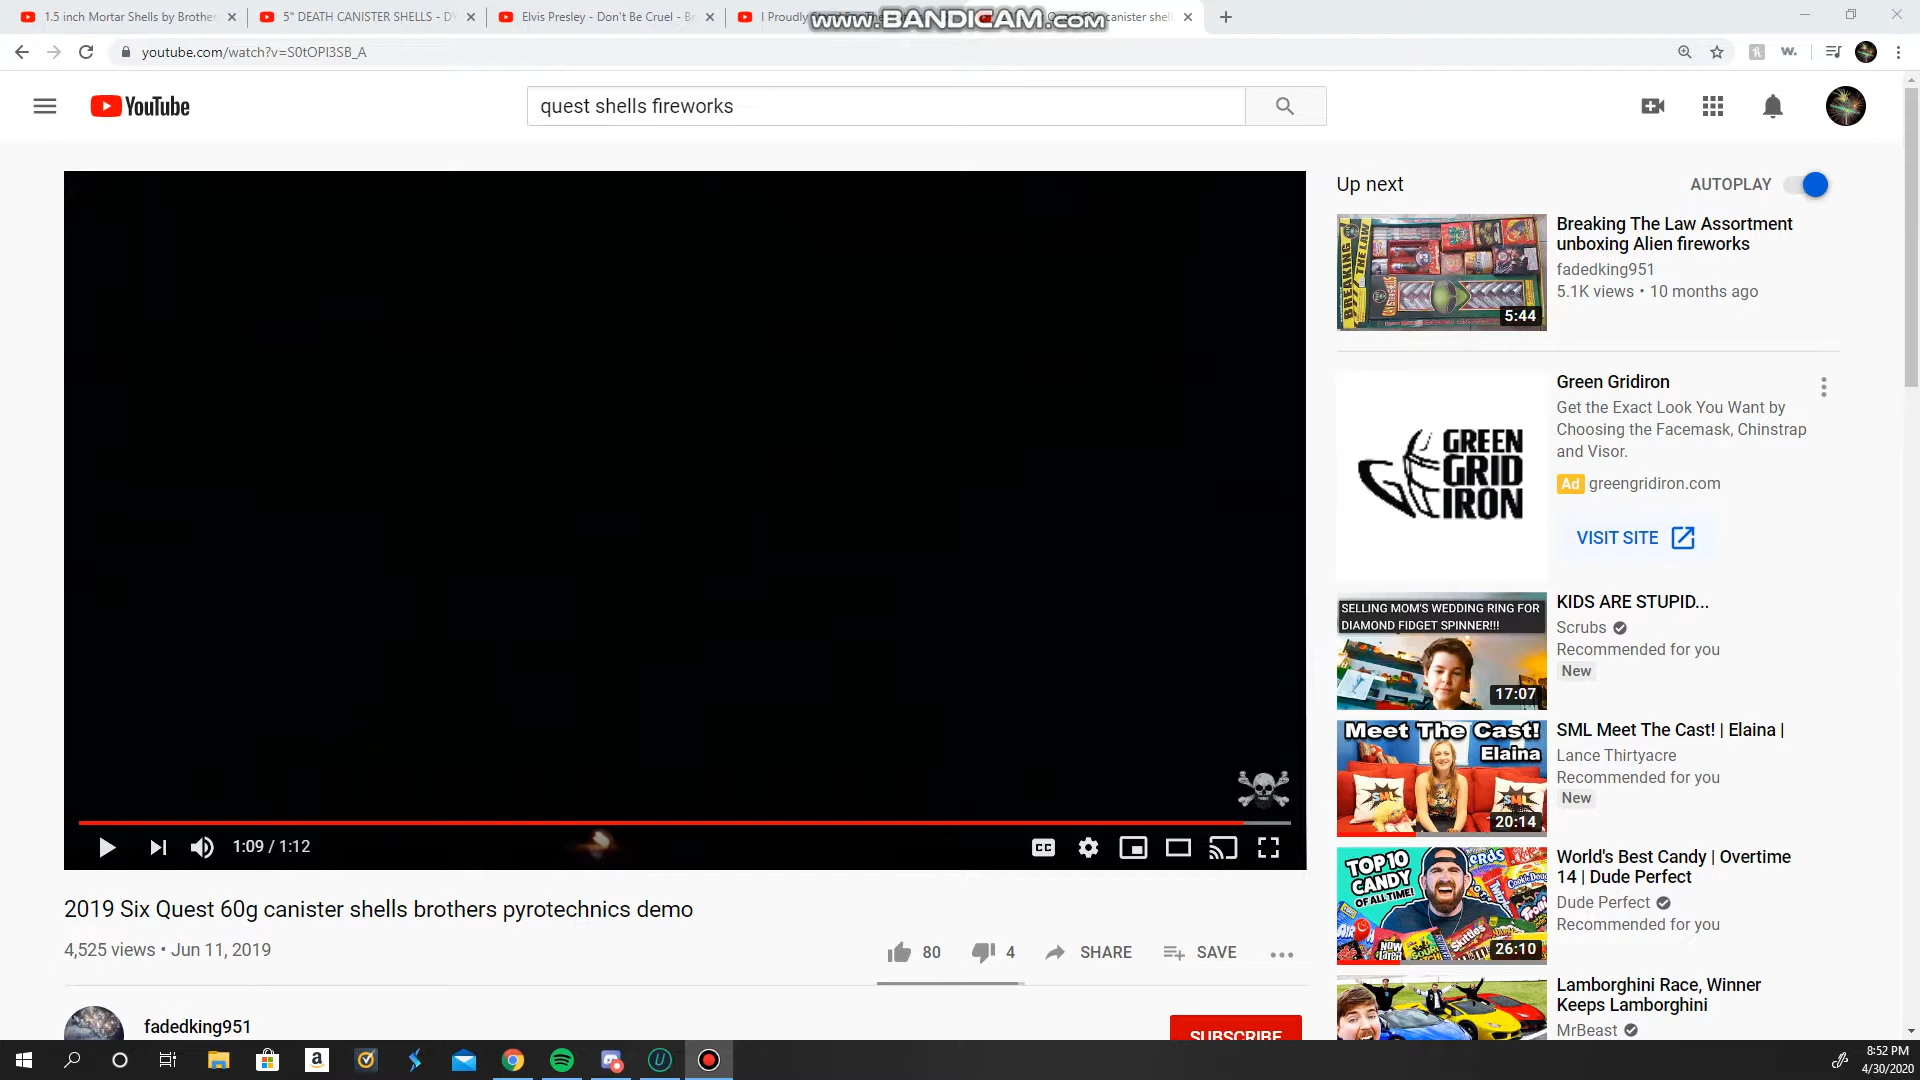 1.5 inch Mortar Shells by Brothe
5" DEATH CANISTER SHELLS - D
Elvis Presley - Don't Be Cruel - B
I Proudly
canister shel
www.BANDICAM.com
youtube.com/watch?v=S0tOPI3SB_A
YouTube
quest shells fireworks
Up next
AUTOPLAY
BREAKING THE LAW
5:44
Breaking The Law Assortment
unboxing Alien fireworks
fadedking951
5.1K views • 10 months ago
GREEN
GRID
IRON
Green Gridiron
Get the Exact Look You Want by
Choosing the Facemask, Chinstrap
and Visor.
Ad greengridiron.com
VISIT SITE
SELLING MOM'S WEDDING RING FOR
DIAMOND FIDGET SPINNER!!!
17:07
KIDS ARE STUPID...
Scrubs
Recommended for you
New
Meet The Cast!
Elaina
SML
20:14
SML Meet The Cast! | Elaina |
Lance Thirtyacre
Recommended for you
New
TOP 10
CANDY
OF ALL TIME!
26:10
World's Best Candy | Overtime
14 | Dude Perfect
Dude Perfect
Recommended for you
Lamborghini Race, Winner
Keeps Lamborghini
MrBeast
1:09 / 1:12
CC
2019 Six Quest 60g canister shells brothers pyrotechnics demo
4,525 views • Jun 11, 2019
80
4
SHARE
SAVE
fadedking951
SUBSCRIBE
8:52 PM
4/30/2020